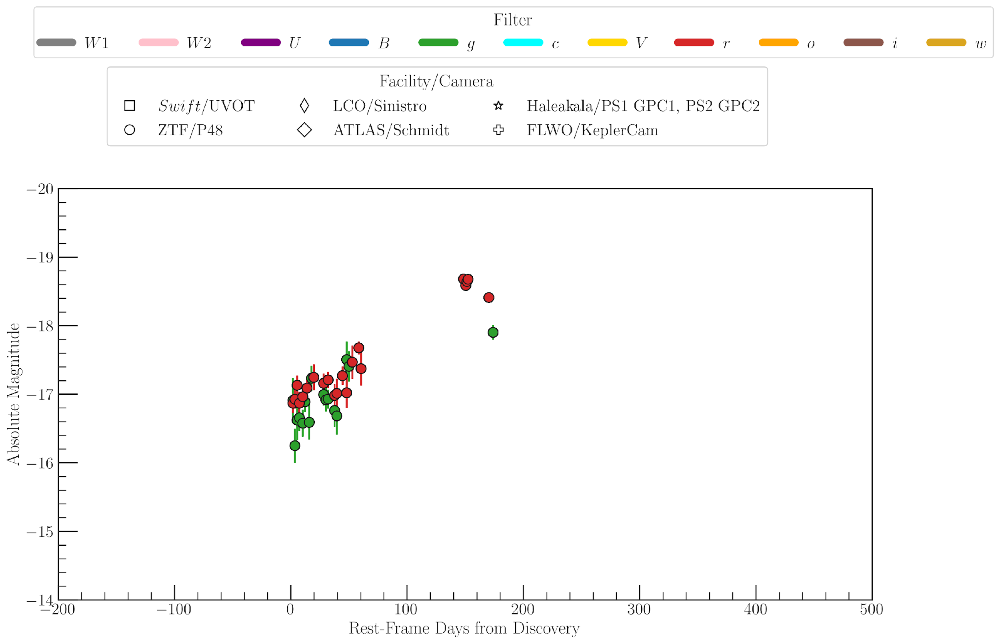 Filter
W1 W2 U B g c V r o i w
Facility/Camera
Swift/UVOT LCO/Sinistro Haleakala/PS1 GPC1, PS2 GPC2
ZTF/P48 ATLAS/Schmidt FLWO/KeplerCam
−20
−19
−18
−17
−16
−15
−14
Absolute Magnitude
−200 −100 0 100 200 300 400 500
Rest-Frame Days from Discovery